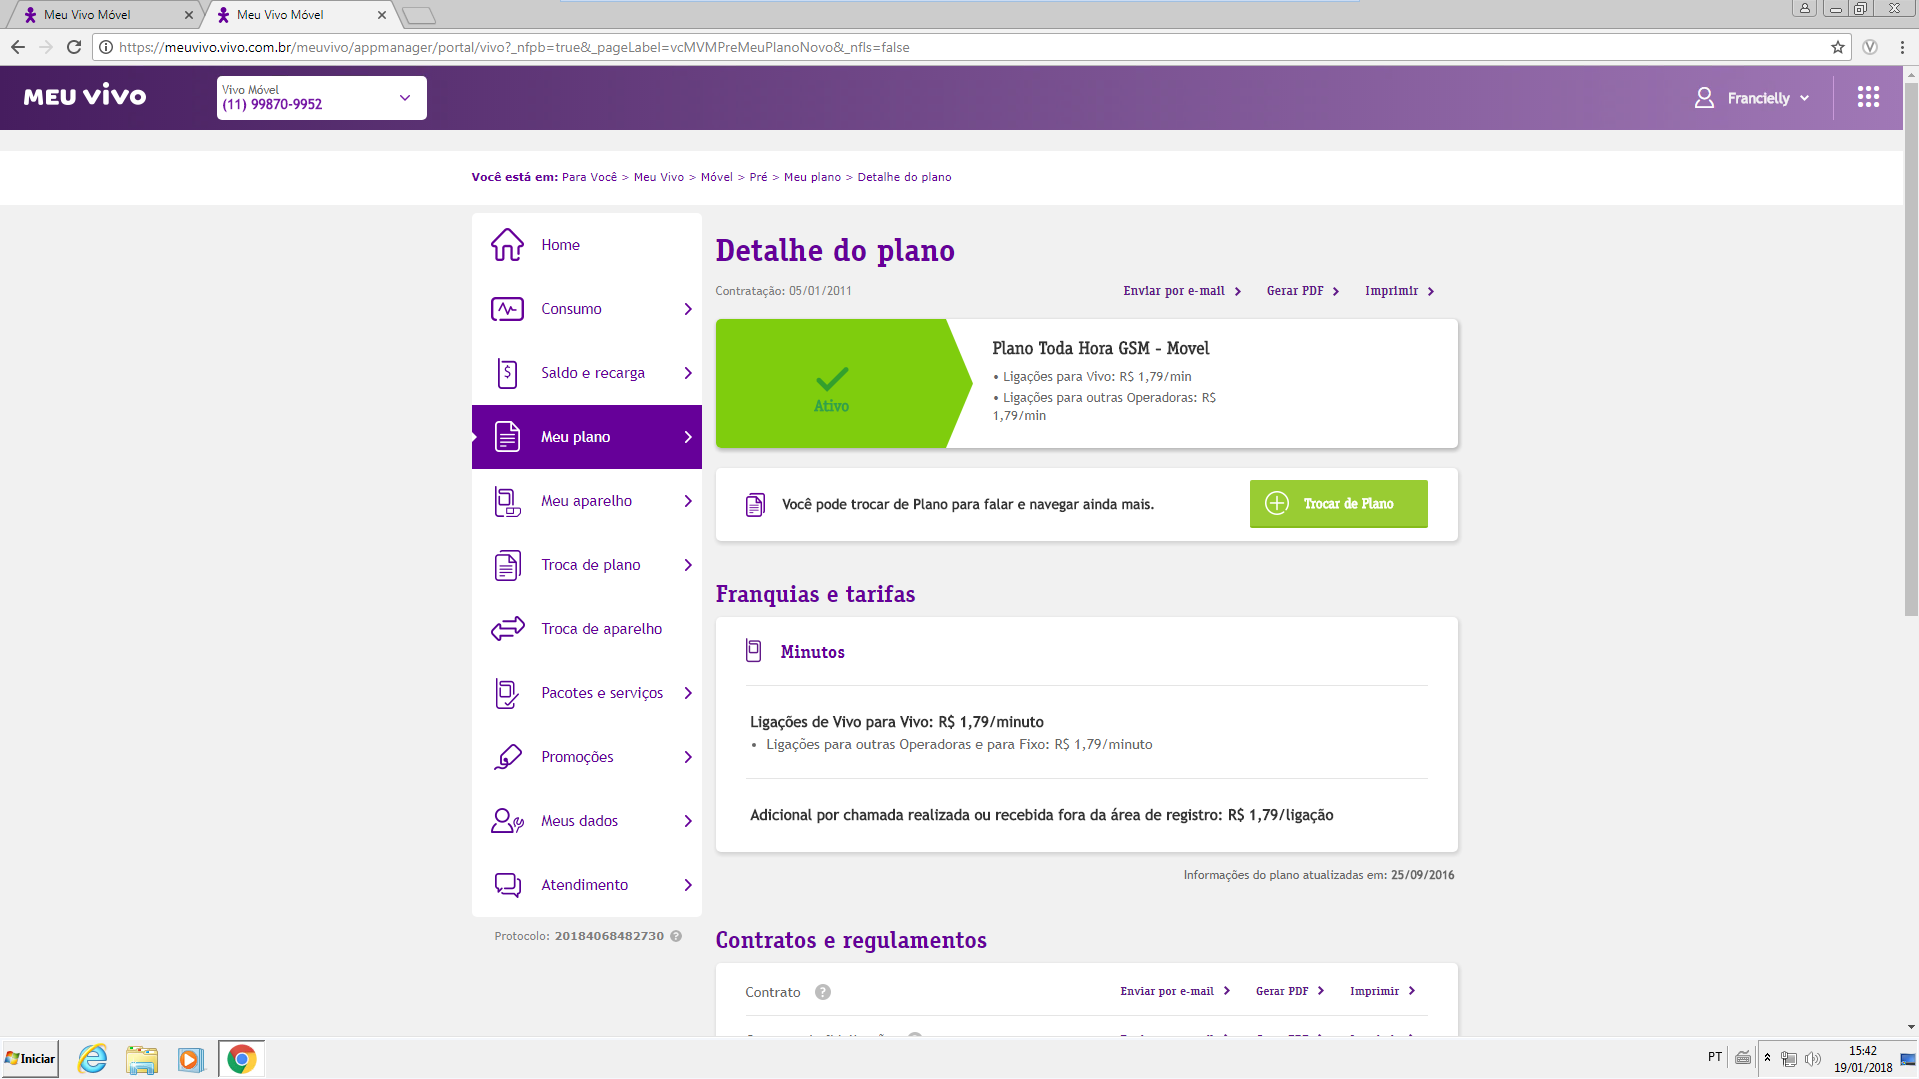 Meu Vivo Móvel
Meu Vivo Móvel
https://meuvivo.vivo.com.br/meuvivo/appmanager/portal/vivo?_nfpb=true&_pageLabel=vcMVMPreMeuPlanoNovo&_nfls=false
MEU vivo
Vivo Móvel
(11) 99870-9952
Francielly
Você está em: Para Você > Meu Vivo > Móvel > Pré > Meu plano > Detalhe do plano
Home
Consumo
Saldo e recarga
Meu plano
Meu aparelho
Troca de plano
Troca de aparelho
Pacotes e serviços
Promoções
Meus dados
Atendimento
Protocolo: 20184068482730 ?
Detalhe do plano
Contratação: 05/01/2011
Enviar por e-mail
Gerar PDF
Imprimir
Ativo
Plano Toda Hora GSM - Movel
• Ligações para Vivo: R$ 1,79/min
• Ligações para outras Operadoras: R$
1,79/min
Você pode trocar de Plano para falar e navegar ainda mais.
Trocar de Plano
Franquias e tarifas
Minutos
Ligações de Vivo para Vivo: R$ 1,79/minuto
• Ligações para outras Operadoras e para Fixo: R$ 1,79/minuto
Adicional por chamada realizada ou recebida fora da área de registro: R$ 1,79/ligação
Informações do plano atualizadas em: 25/09/2016
Contratos e regulamentos
Contrato ?
Enviar por e-mail
Gerar PDF
Imprimir
Iniciar
PT
15:42
19/01/2018